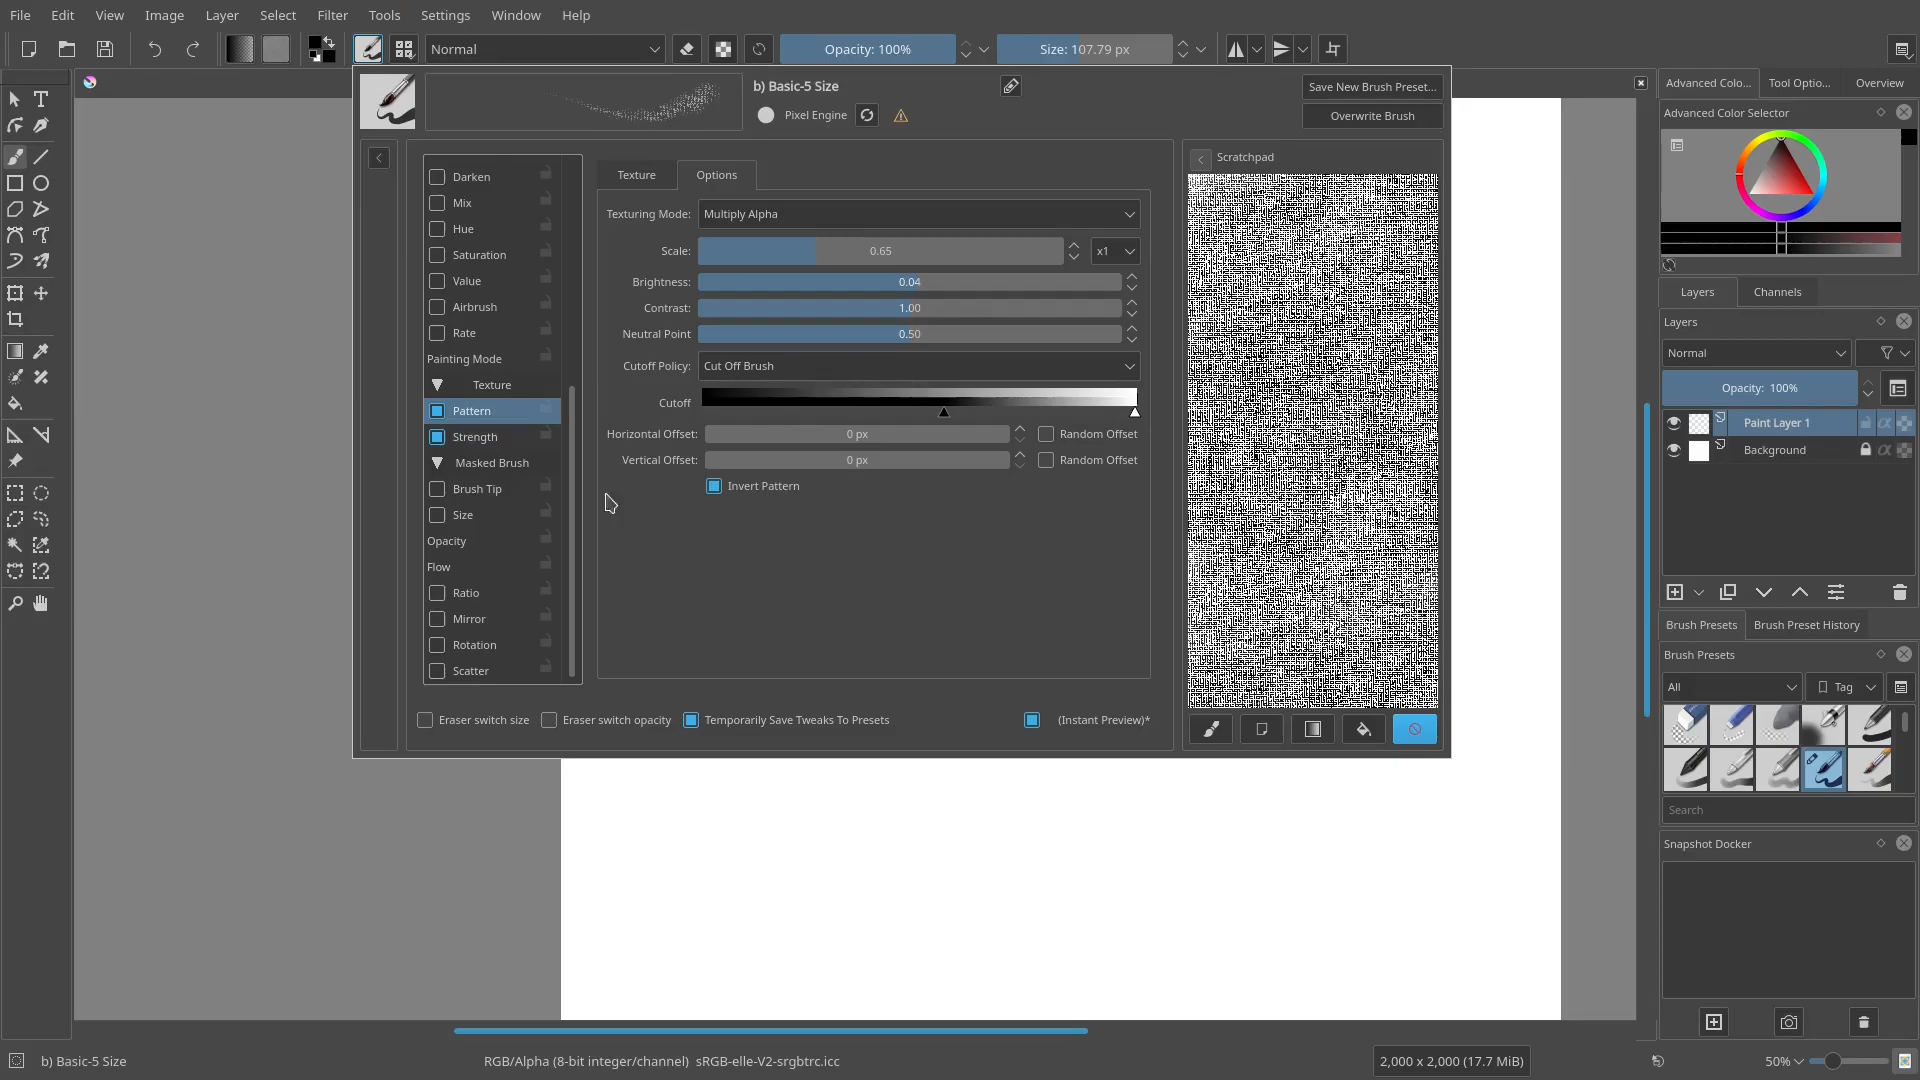 File Edit View Image Layer Select Filter Tools Settings Window Help
Normal Opacity: 100% Size: 107.79 px
b) Basic-5 Size
Pixel Engine
Save New Brush Preset...
Overwrite Brush
Advanced Colo... Tool Optio... Overview
Advanced Color Selector
Darken
Mix
Hue
Saturation
Value
Airbrush
Rate
Painting Mode
Texture
Pattern
Strength
Masked Brush
Brush Tip
Size
Opacity
Flow
Ratio
Mirror
Rotation
Scatter
Texture Options
Texturing Mode: Multiply Alpha
Scale: 0.65 x1
Brightness: 0.04
Contrast: 1.00
Neutral Point 0.50
Cutoff Policy: Cut Off Brush
Cutoff
Horizontal Offset: 0 px Random Offset
Vertical Offset: 0 px Random Offset
Invert Pattern
Eraser switch size Eraser switch opacity Temporarily Save Tweaks To Presets (Instant Preview)*
Scratchpad
Layers Channels
Layers
Normal
Opacity: 100%
Paint Layer 1
Background
Brush Presets Brush Preset History
Brush Presets
All Tag
Search
Snapshot Docker
b) Basic-5 Size RGB/Alpha (8-bit integer/channel) sRGB-elle-V2-srgbtrc.icc 2,000 x 2,000 (17.7 MiB) 50%